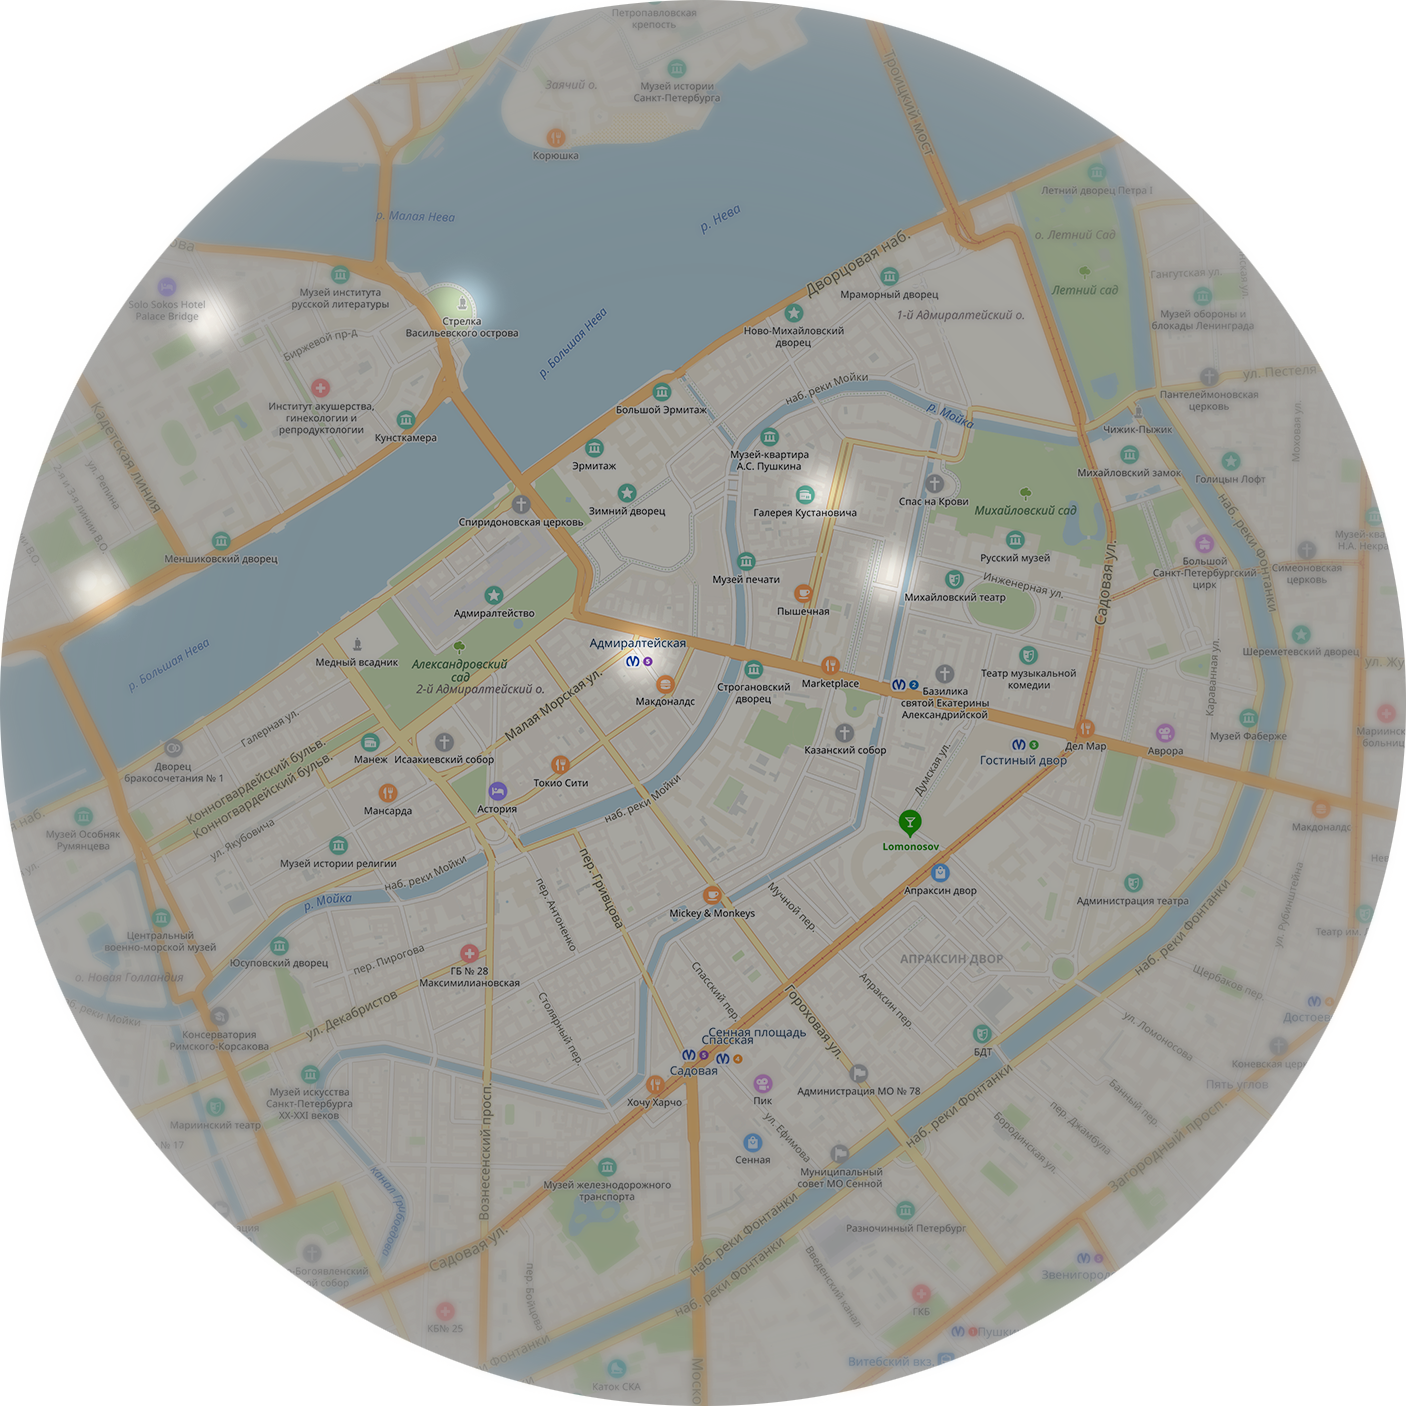 Петропавловская
крепость
Заячий о.
Музей истории
Санкт-Петербурга
Троицкий мост
Корюшка
Летний дворец Петра I
р. Малая Нева
р. Нева
о. Летний Сад
Дворцовая наб.
Гангутская ул.
Летний сад
Мраморный дворец
Музей института
русской литературы
Solo Sokos Hotel
Palace Bridge
1-й Адмиралтейский о.
Музей обороны и
блокады Ленинграда
Стрелка
Васильевского острова
Ново-Михайловский
дворец
Биржевой пр-д
р. Большая Нева
ул. Пестеля
наб. реки Мойки
Пантелеймоновская
церковь
Институт акушерства,
гинекологии и
репродуктологии
Большой Эрмитаж
р. Мойка
Кунсткамера
Чижик-Пыжик
Моховая ул.
Кадетская линия
ул. Репина
2-я и 3-я линии В.О.
Эрмитаж
Музей-квартира
А.С. Пушкина
Михайловский замок
Голицын Лофт
Зимний дворец
Галерея Кустановича
Спас на Крови
Михайловский сад
Спиридоновская церковь
Меншиковский дворец
Русский музей
Садовая ул.
наб. реки Фонтанки
Большой
Санкт-Петербургский
цирк
Симеоновская
церковь
Музей печати
Инженерная ул.
Михайловский театр
Адмиралтейство
Пышечная
Адмиралтейская
5
Шереметевский дворец
Медный всадник
Александровский
сад
2-й Адмиралтейский о.
р. Большая Нева
Караванная ул.
Театр музыкальной
комедии
Макдоналдс
Строгановский
дворец
Marketplace
2
Базилика
святой Екатерины
Александрийской
Малая Морская ул.
Галерная ул.
Музей Фаберже
Дел Мар
Аврора
Казанский собор
3
Гостиный двор
Дворец
бракосочетания № 1
Манеж
Исаакиевский собор
Конногвардейский бульв.
Конногвардейский бульв.
Токио Сити
Думская ул.
Мансарда
Астория
наб. реки Мойки
Музей Особняк
Румянцева
ул. Якубовича
Макдоналдс
Lomonosov
Музей истории религии
наб. реки Мойки
пер. Гривцова
пер. Антоненко
Апраксин двор
Администрация театра
р. Мойка
Mickey & Monkeys
Мучной пер.
ул. Рубинштейна
наб. реки Фонтанки
Центральный
военно-морской музей
Юсуповский дворец
пер. Пирогова
АПРАКСИН ДВОР
о. Новая Голландия
ГБ № 28
Максимилиановская
Спасский пер.
Апраксин пер.
Щербаков пер.
Гороховая ул.
ул. Декабристов
Столярный пер.
Консерватория
Римского-Корсакова
Сенная площадь
Спасская
5
4
Садовая
БДТ
ул. Ломоносова
Коневская
Пять углов
Музей искусства
Санкт-Петербурга
XX-XXI веков
Хочу Харчо
Пик
Администрация МО № 78
Мариинский театр
ул. Ефимова
наб. реки Фонтанки
Банный пер.
пер. Джамбула
Бородинская ул.
Загородный просп.
№ 17
Сенная
Муниципальный
совет МО Сенной
Вознесенский просп.
Музей железнодорожного
транспорта
канал Грибоедова
Разночинный Петербург
наб. реки Фонтанки
наб. реки Фонтанки
Садовая ул.
Введенский канал
Богоявленский
пер. Бойцова
ГКБ
КБ№ 25
Витебский вкз.
Каток СКА